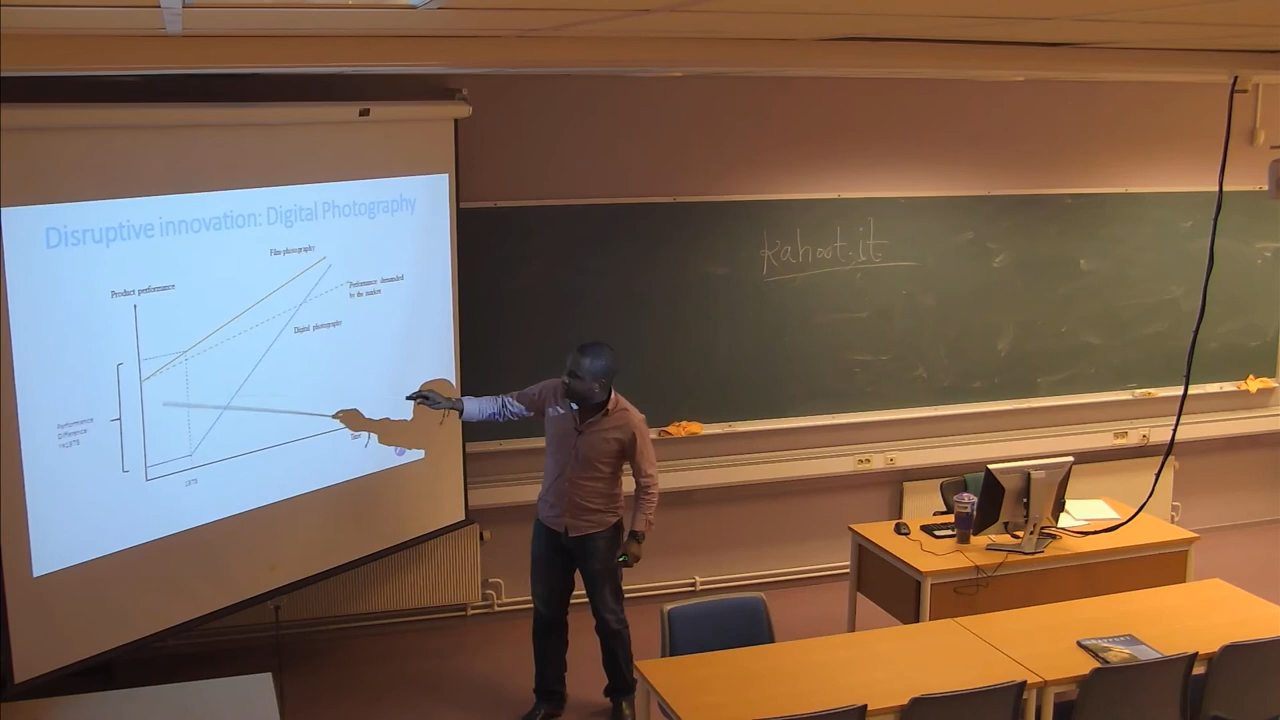 Disruptive innovation: Digital Photography
Film photography
Product performance
Performance demanded
by the market
Digital photography
Performance
Difference
Time
1975
kahoot.it